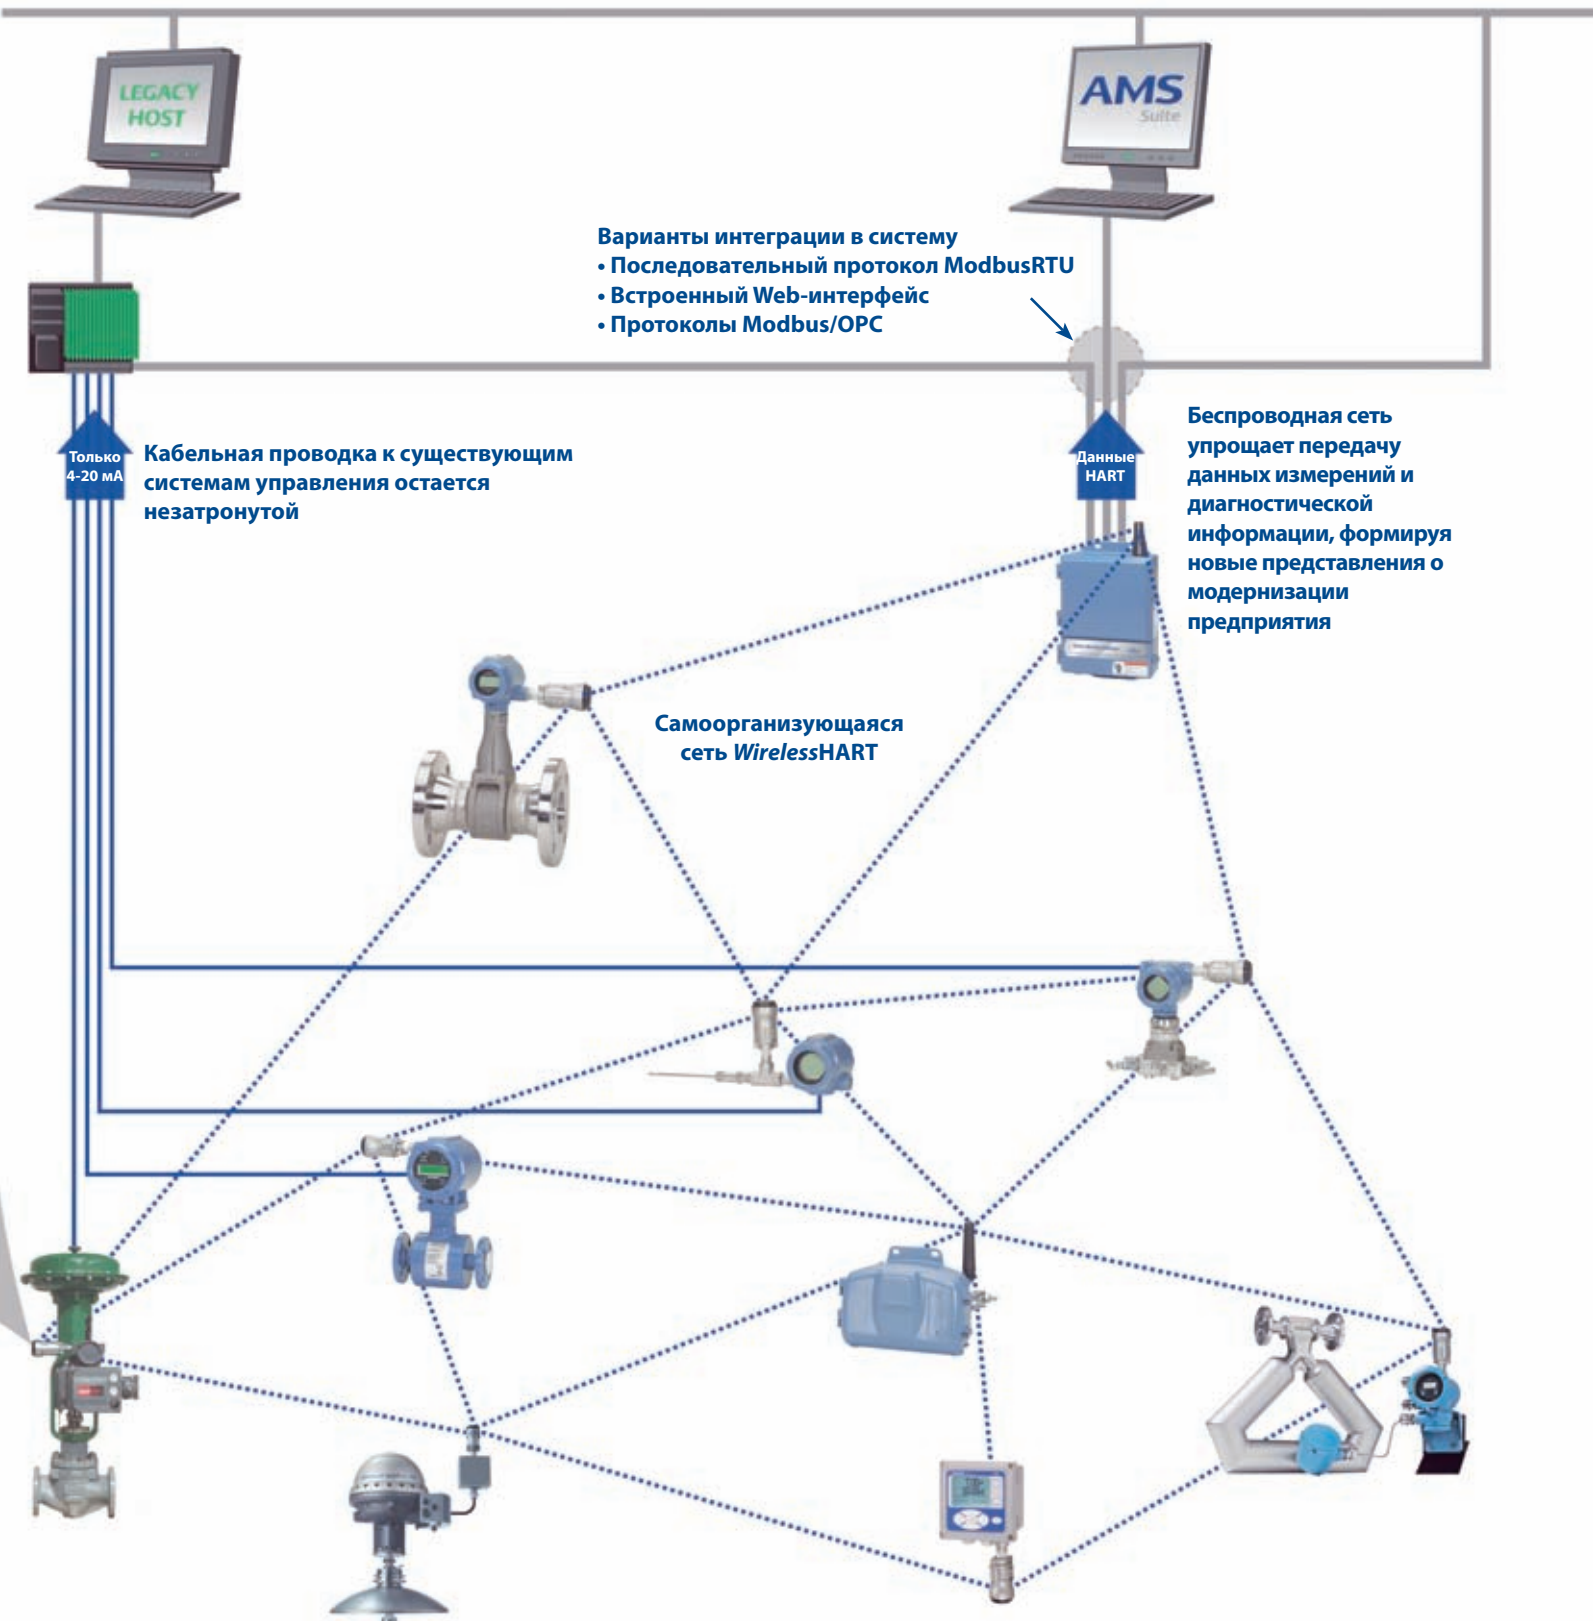 LEGACY
HOST
AMS
Suite
Варианты интеграции в систему
• Последовательный протокол ModbusRTU
• Встроенный Web-интерфейс
• Протоколы Modbus/OPC
Только
4-20 мА
Кабельная проводка к существующим
системам управления остается
незатронутой
Данные
HART
Беспроводная сеть
упрощает передачу
данных измерений и
диагностической
информации, формируя
новые представления о
модернизации
предприятия
Самоорганизующаяся
сеть WirelessHART